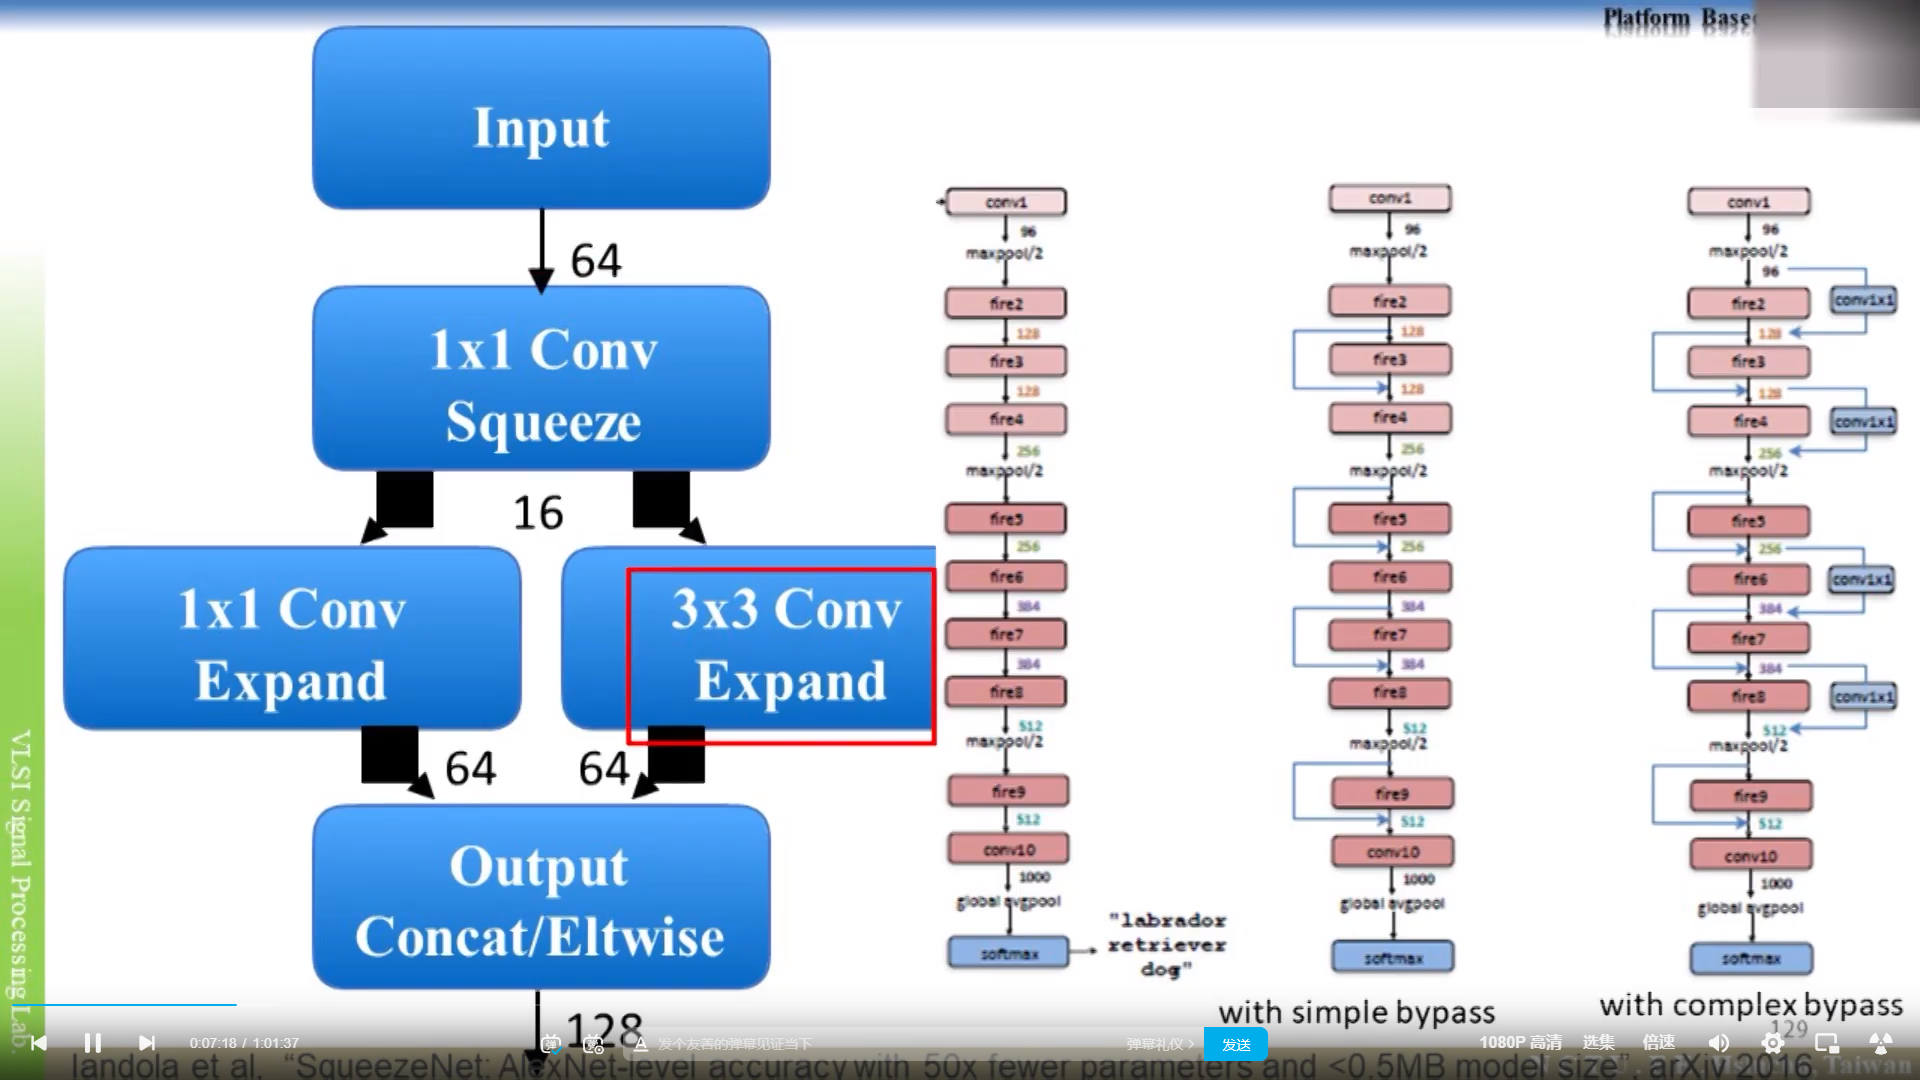 Platform Base
Input
64
1x1 Conv
Squeeze
16
1x1 Conv
Expand
3x3 Conv
Expand
64
64
Output
Concat/Eltwise
128
conv1
96
maxpool/2
fire2
128
fire3
128
fire4
256
maxpool/2
fire5
256
fire6
384
fire7
384
fire8
512
maxpool/2
fire9
512
conv10
1000
global avgpool
softmax
"labrador
retriever
dog"
conv1
96
maxpool/2
fire2
128
fire3
128
fire4
256
maxpool/2
fire5
256
fire6
384
fire7
384
fire8
512
maxpool/2
fire9
512
conv10
1000
global avgpool
softmax
with simple bypass
conv1
96
maxpool/2
96
conv1x1
fire2
128
fire3
128
conv1x1
fire4
256
maxpool/2
fire5
256
conv1x1
fire6
384
fire7
384
conv1x1
fire8
512
maxpool/2
fire9
512
conv10
1000
global avgpool
softmax
with complex bypass
129
VLSI Signal Processing Lab.
0:07:18 / 1:01:37
弹
A 发个友善的弹幕见证当下
弹幕礼仪 >
发送
1080P 高清
选集
倍速
Iandola et al, “SqueezeNet: AlexNet-level accuracy with 50x fewer parameters and <0.5MB model size”, arXiv 2016.
Taiwan